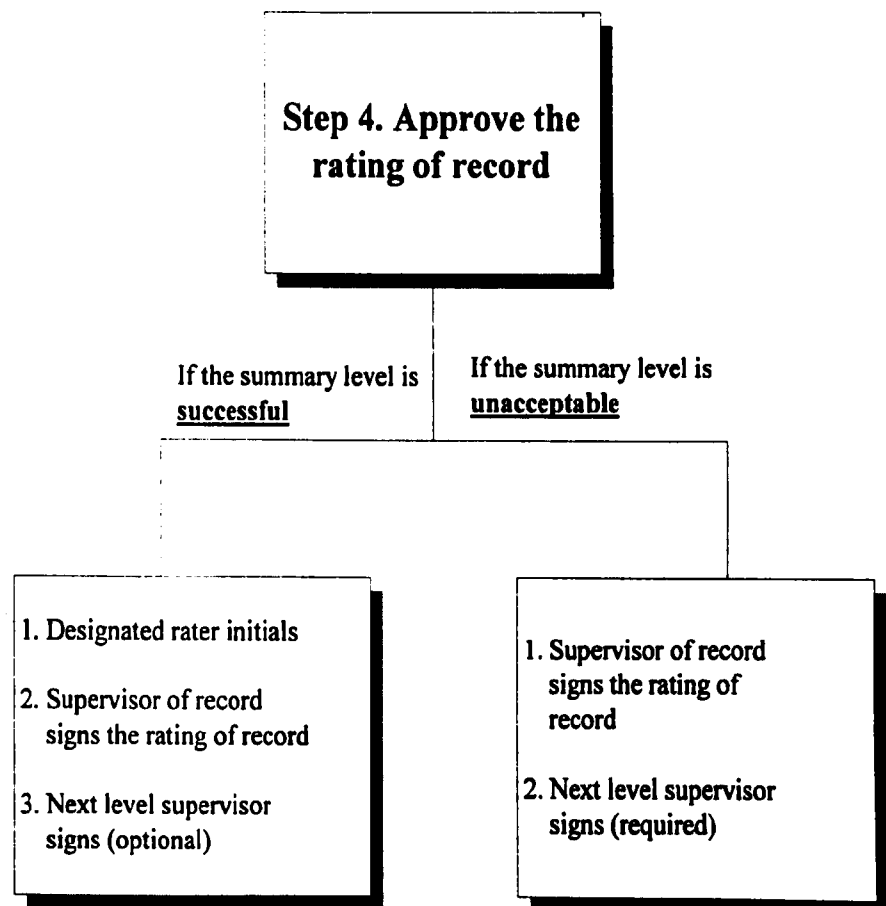 Step 4. Approve the
rating of record
If the summary level is
successful
If the summary level is
unacceptable
1. Designated rater initials
2. Supervisor of record
signs the rating of record
3. Next level supervisor
signs (optional)
1. Supervisor of record
signs the rating of
record
2. Next level supervisor
signs (required)